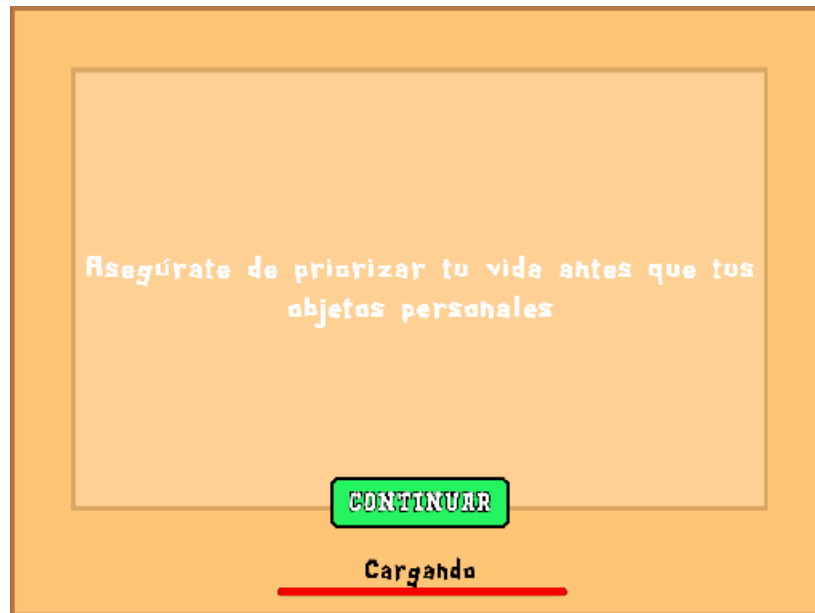 Asegúrate de priorizar tu vida antes que tus
objetos personales
CONTINUAR
Cargando